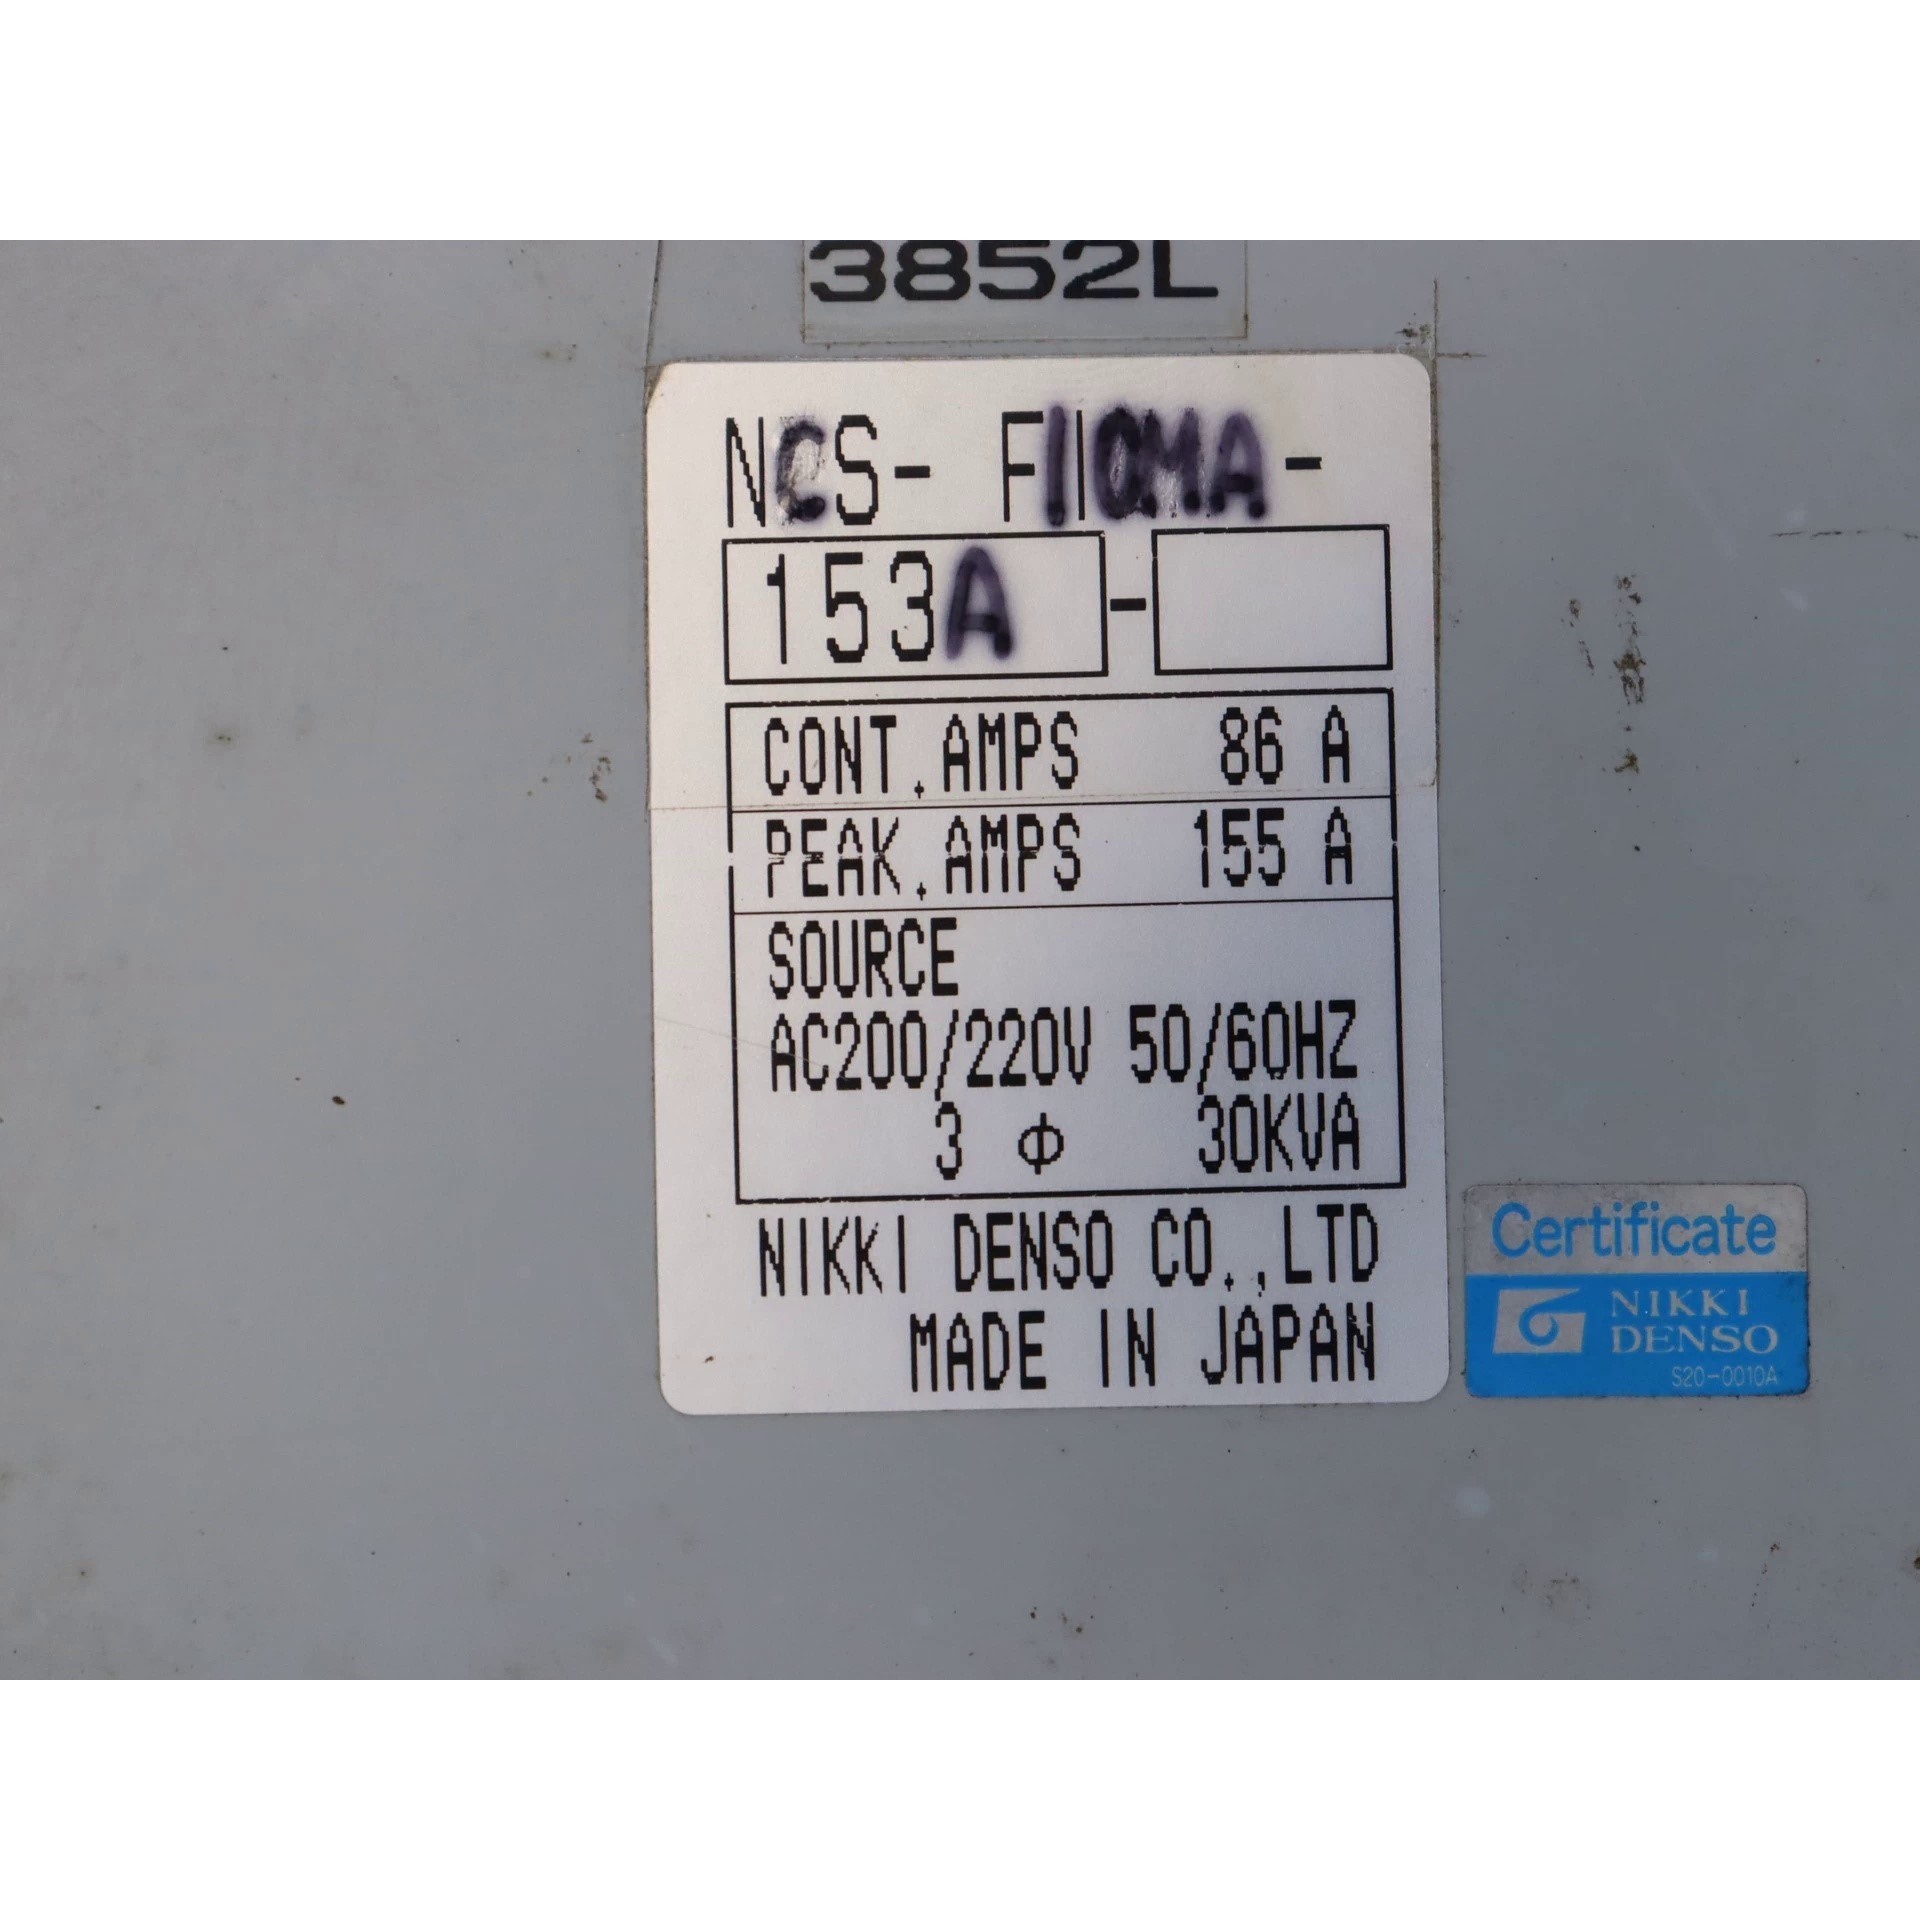 3852L
NCS- FI10MA-
153A -
CONT.AMPS 86 A
PEAK.AMPS 155 A
SOURCE
AC200/220V 50/60HZ
3 Φ 30KVA
NIKKI DENSO CO.,LTD
MADE IN JAPAN
Certificate
NIKKI
DENSO
S20-0010A